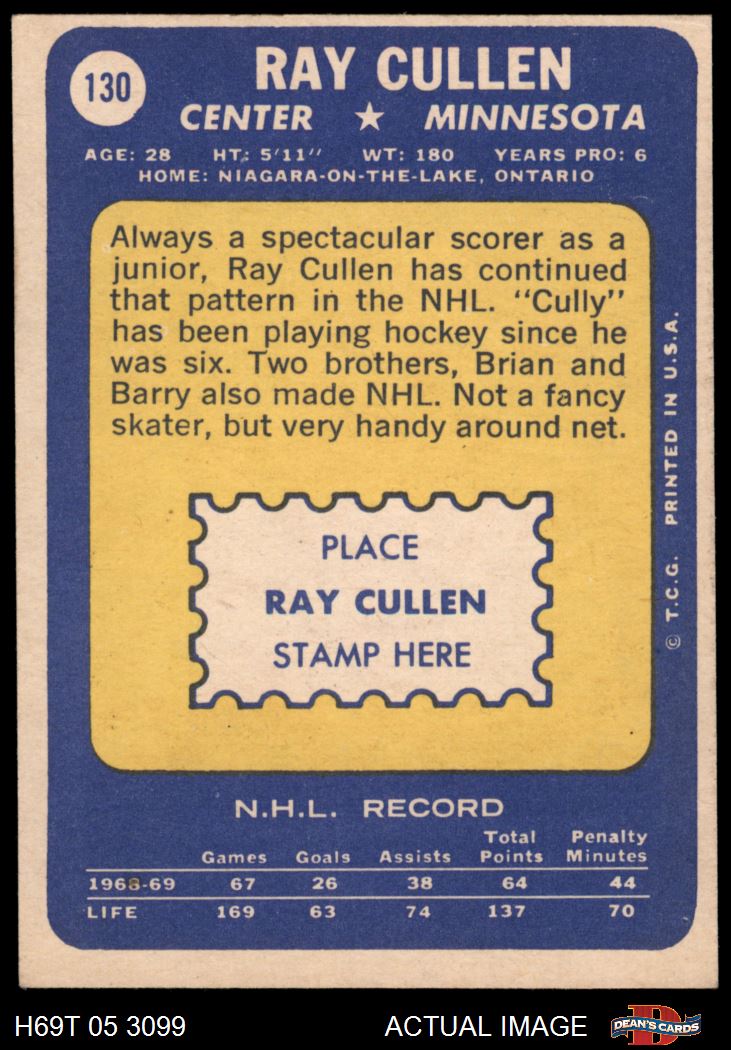 130
RAY CULLEN
CENTER ★ MINNESOTA
AGE: 28 HT: 5'11" WT: 180 YEARS PRO: 6
HOME: NIAGARA-ON-THE-LAKE, ONTARIO
Always a spectacular scorer as a
junior, Ray Cullen has continued
that pattern in the NHL. "Cully"
has been playing hockey since he
was six. Two brothers, Brian and
Barry also made NHL. Not a fancy
skater, but very handy around net.
PLACE
RAY CULLEN
STAMP HERE
© T.C.G. PRINTED IN U.S.A.
N.H.L. RECORD
Games Goals Assists Total Points Penalty Minutes
1968-69 67 26 38 64 44
LIFE 169 63 74 137 70
H69T 05 3099 ACTUAL IMAGE
D
DEAN'S CARDS